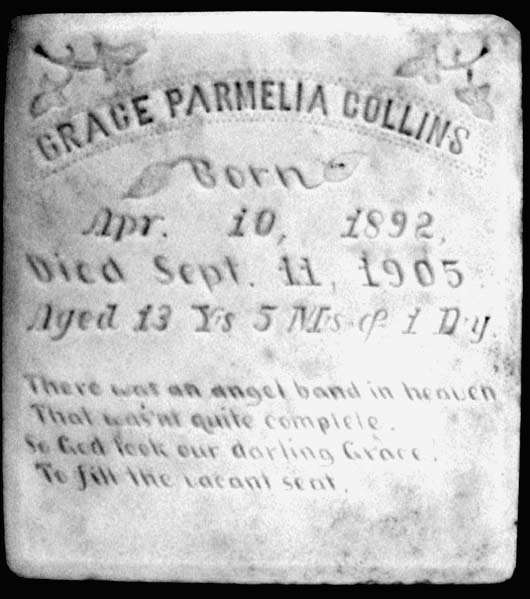 GRACE PARMELIA COLLINS
Born
Apr. 10, 1892,
Died Sept. 11, 1905
Aged 13 Ys 5 Ms & 1 Dy.
There was an angel band in heaven
That was'nt quite complete.
So God took our darling Grace.
To fill the vacant seat.